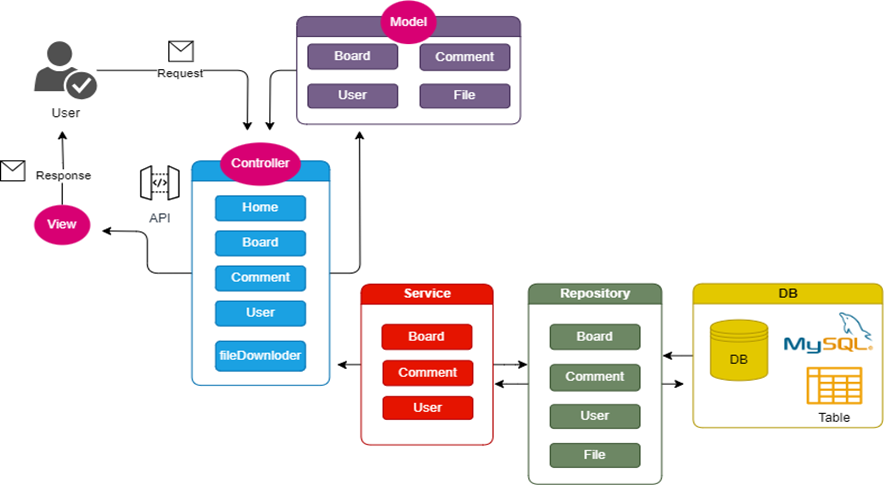 Model
Board
Comment
User
File
Request
User
Response
View
API
Controller
Home
Board
Comment
User
fileDownloder
Service
Board
Comment
User
Repository
Board
Comment
User
File
DB
DB
MySQL®
Table